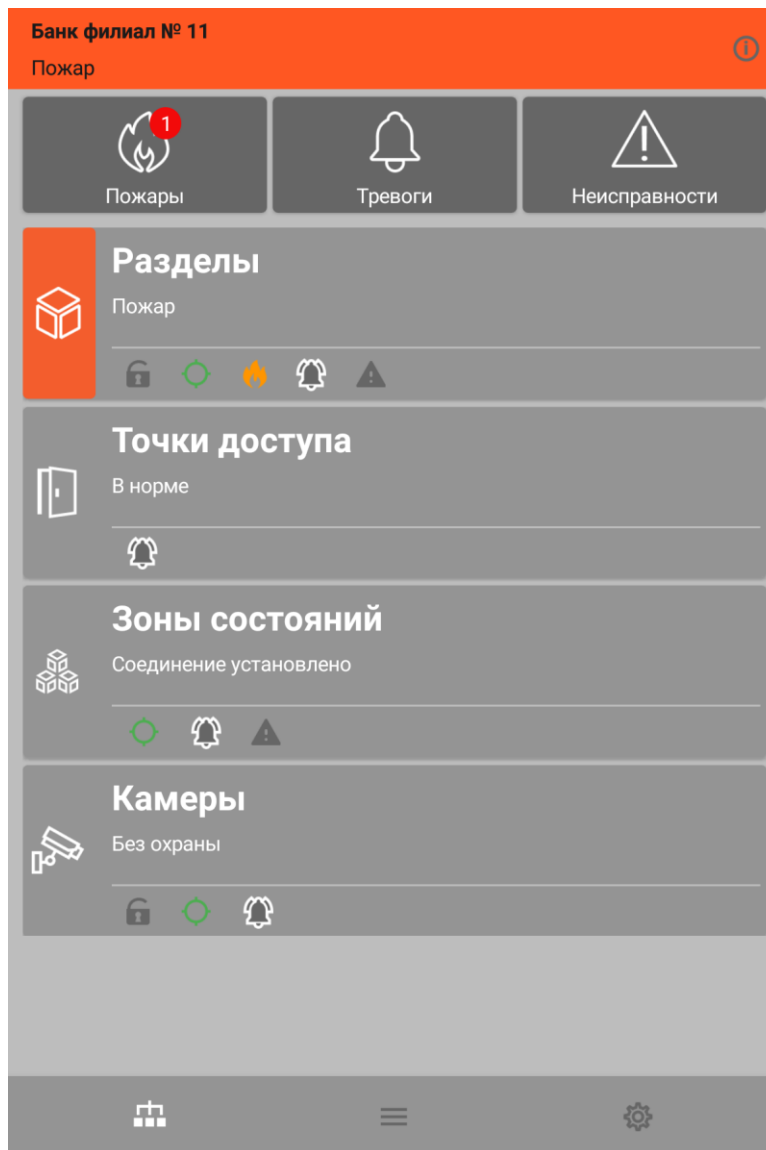 Банк филиал № 11
Пожар
1
Пожары
Тревоги
Неисправности
Разделы
Пожар
Точки доступа
В норме
Зоны состояний
Соединение установлено
Камеры
Без охраны